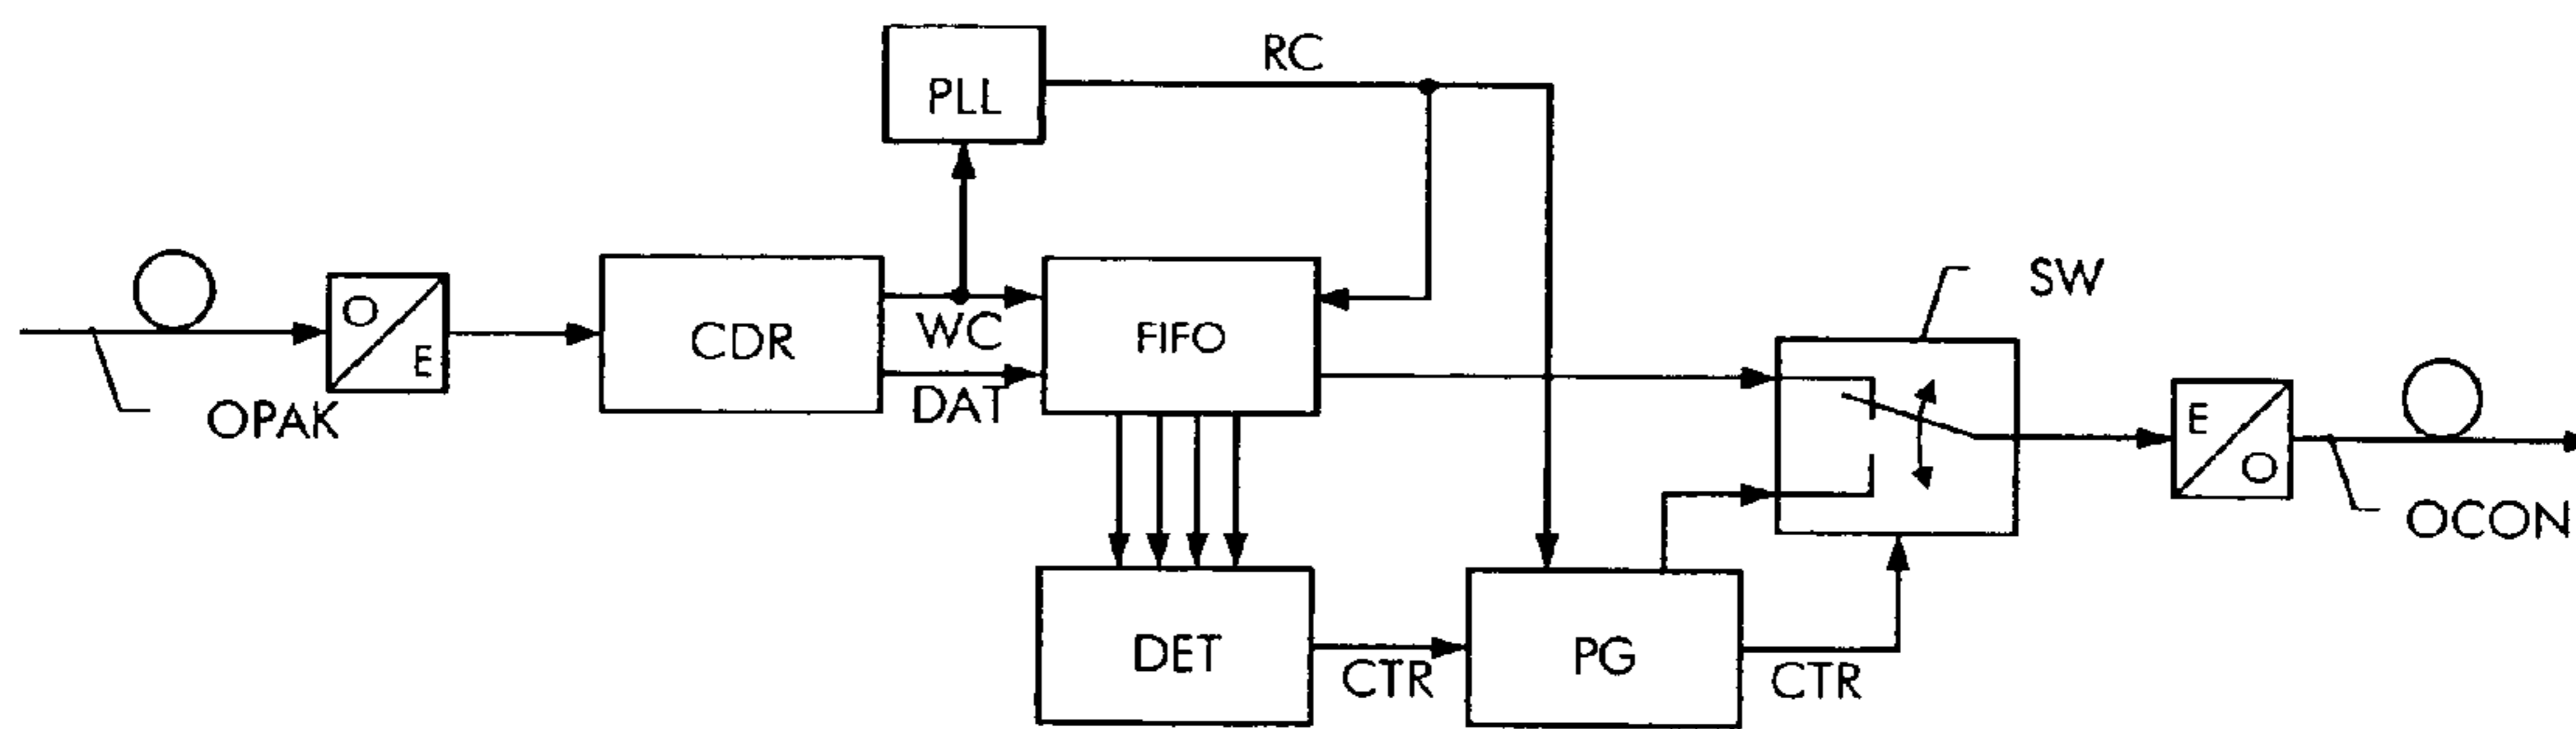 RC
PLL
SW
O
E
CDR
WC
FIFO
DAT
OPAK
E
O
OCON
DET
CTR
PG
CTR